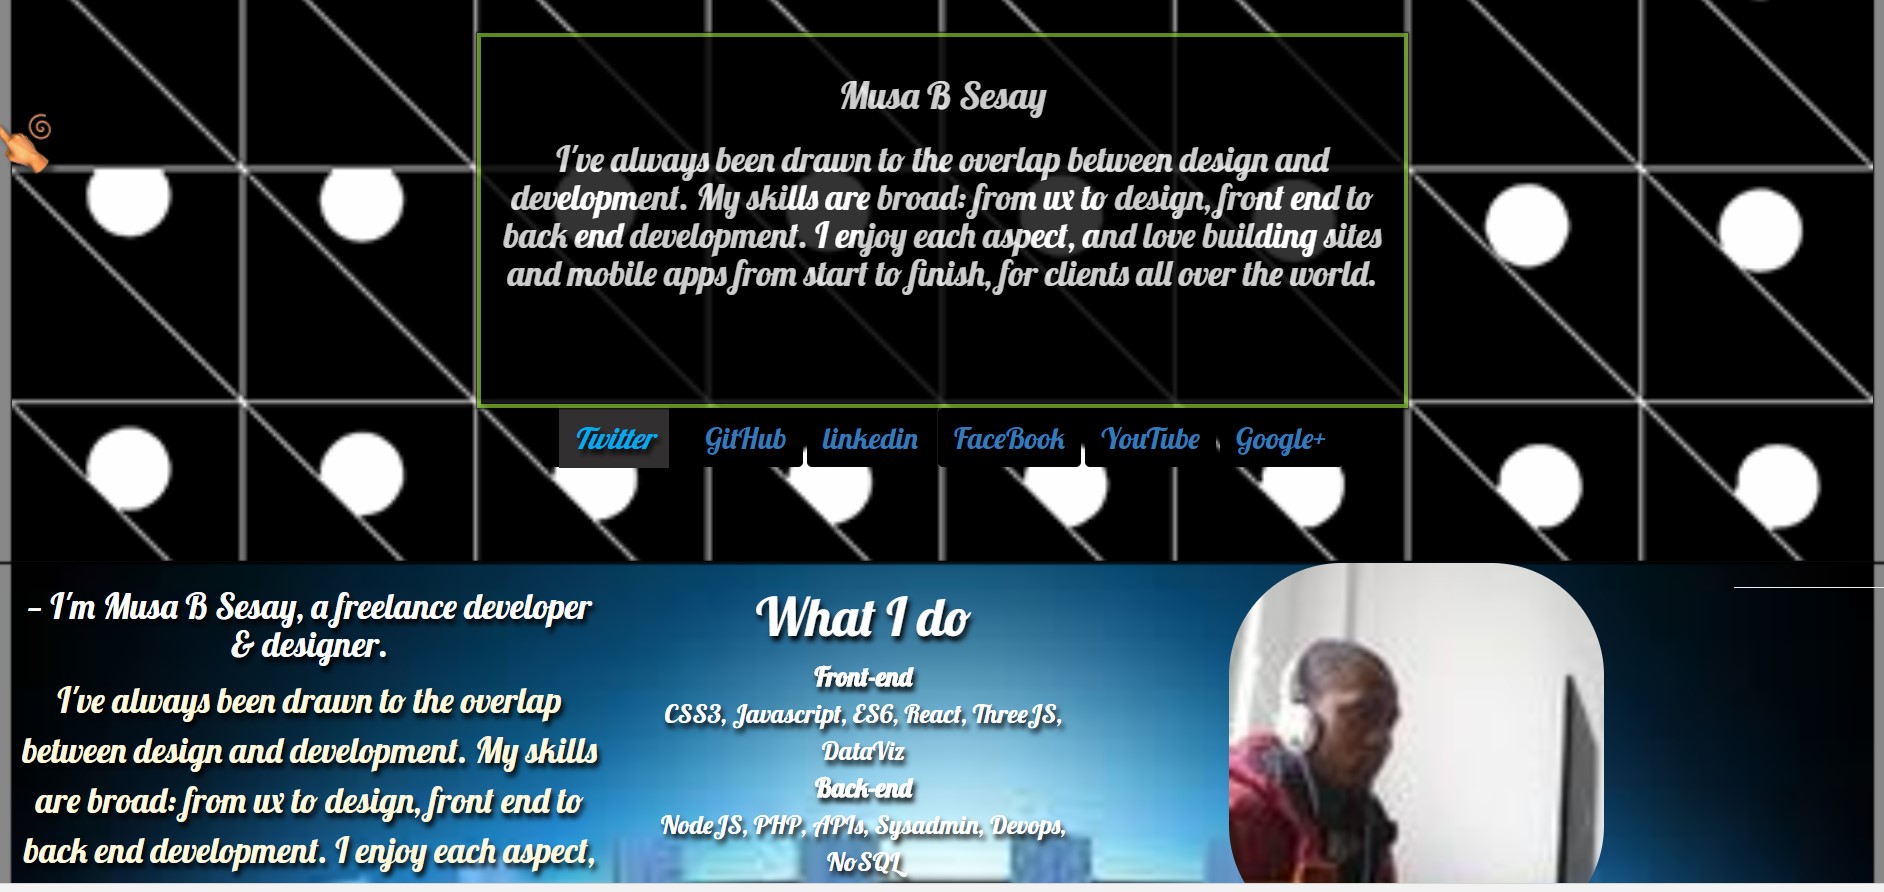 Musa B Sesay
I've always been drawn to the overlap between design and
development. My skills are broad: from ux to design, front end to
back end development. I enjoy each aspect, and love building sites
and mobile apps from start to finish, for clients all over the world.
Twitter GitHub linkedin FaceBook YouTube Google+
– I'm Musa B Sesay, a freelance developer
& designer.
I've always been drawn to the overlap
between design and development. My skills
are broad: from ux to design, front end to
back end development. I enjoy each aspect,
What I do
Front-end
CSS3, Javascript, ES6, React, ThreeJS,
DataViz
Back-end
NodeJS, PHP, APIs, Sysadmin, Devops,
NoSQL